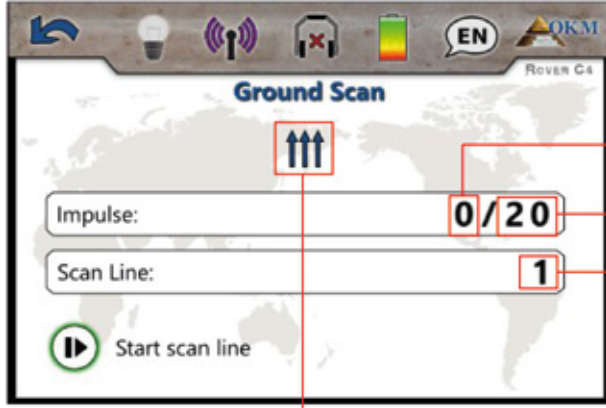 EN
OKM
ROVER C4
Ground Scan
Impulse: 0/20
Scan Line: 1
Start scan line